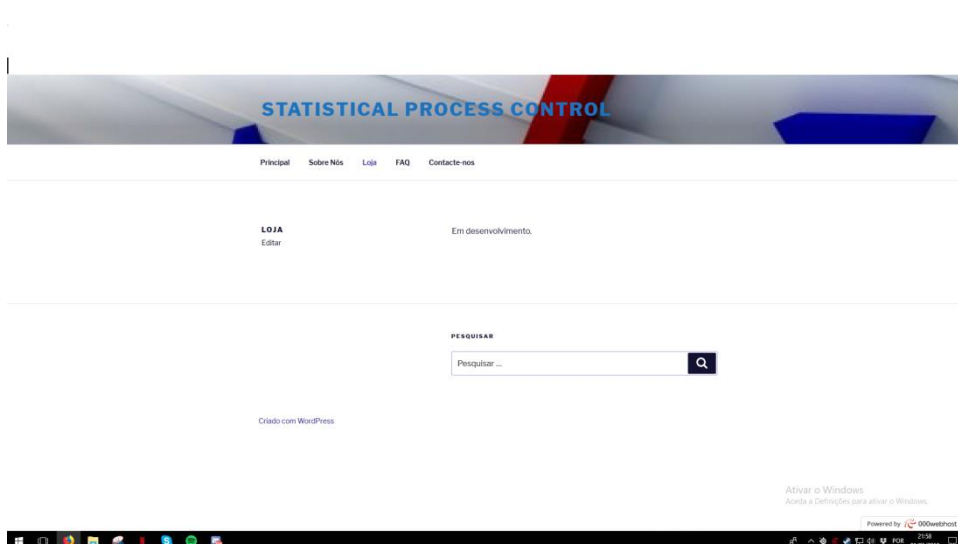 STATISTICAL PROCESS CONTROL
Principal Sobre Nós Loja FAQ Contacte-nos
LOJA
Editar
Em desenvolvimento.
PESQUISAR
Pesquisar ...
Criado com WordPress
Ativar o Windows
Aceda a Definições para ativar o Windows.
Powered by 000webhost
POR
21:58